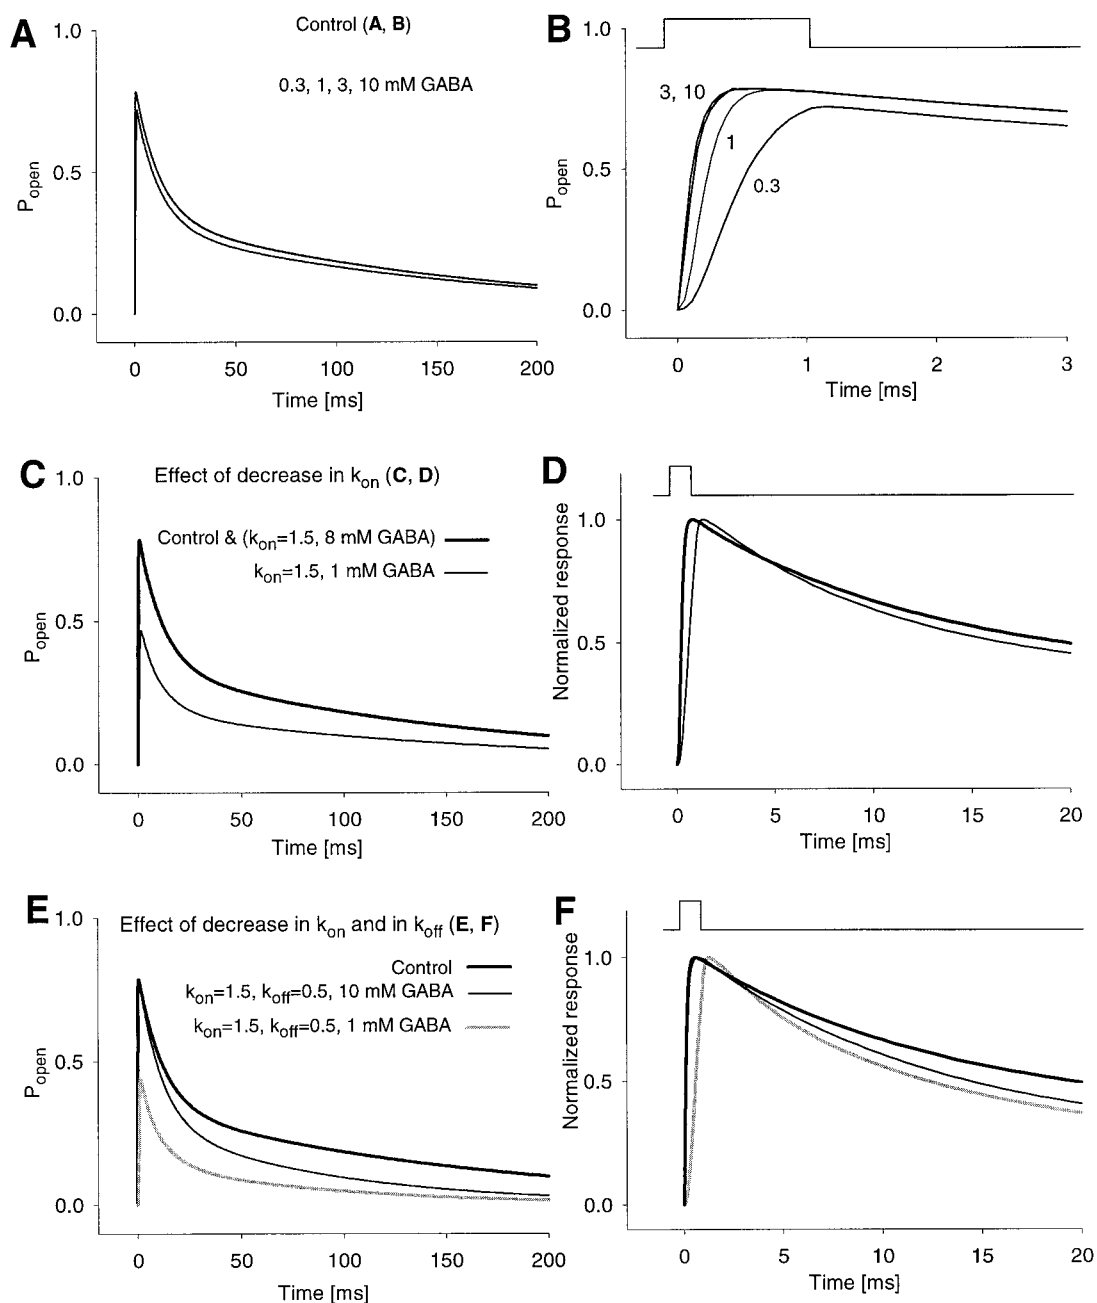 A
Control (A, B)
0.3, 1, 3, 10 mM GABA
1.0
0.5
0.0
P_open
0 50 100 150 200
Time [ms]
B
1.0
0.5
0.0
P_open
3, 10
1
0.3
0 1 2 3
Time [ms]
C
Effect of decrease in k_on (C, D)
Control & (k_on=1.5, 8 mM GABA)
k_on=1.5, 1 mM GABA
1.0
0.5
0.0
P_open
0 50 100 150 200
Time [ms]
D
1.0
0.5
0.0
Normalized response
0 5 10 15 20
Time [ms]
E
Effect of decrease in k_on and in k_off (E, F)
Control
k_on=1.5, k_off=0.5, 10 mM GABA
k_on=1.5, k_off=0.5, 1 mM GABA
1.0
0.5
0.0
P_open
0 50 100 150 200
Time [ms]
F
1.0
0.5
0.0
Normalized response
0 5 10 15 20
Time [ms]